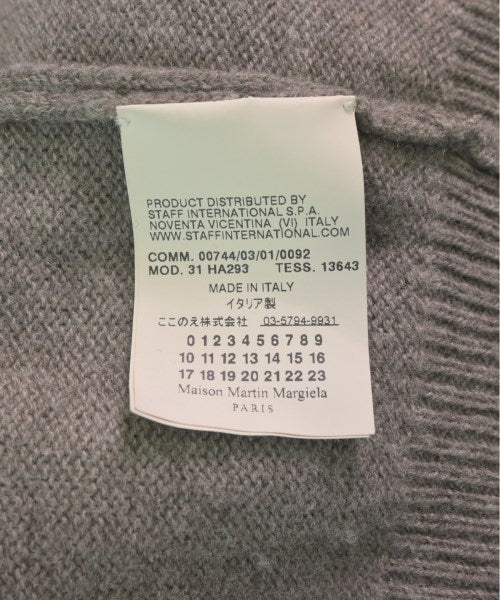 PRODUCT DISTRIBUTED BY
STAFF INTERNATIONAL S.P.A.
NOVENTA VICENTINA (VI) ITALY
WWW.STAFFINTERNATIONAL.COM
COMM. 00744/03/01/0092
MOD. 31 HA293 TESS. 13643
MADE IN ITALY
イタリア製
ここのえ株式会社 03-5794-9931
0 1 2 3 4 5 6 7 8 9
10 11 12 13 14 15 16
17 18 19 20 21 22 23
Maison Martin Margiela
PARIS